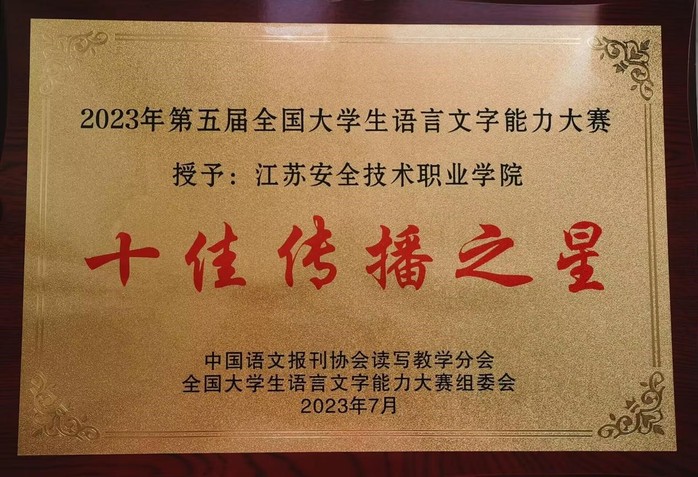 2023年第五届全国大学生语言文字能力大赛
授予：江苏安全技术职业学院
十佳传播之星
中国语文报刊协会读写教学分会
全国大学生语言文字能力大赛组委会
2023年7月